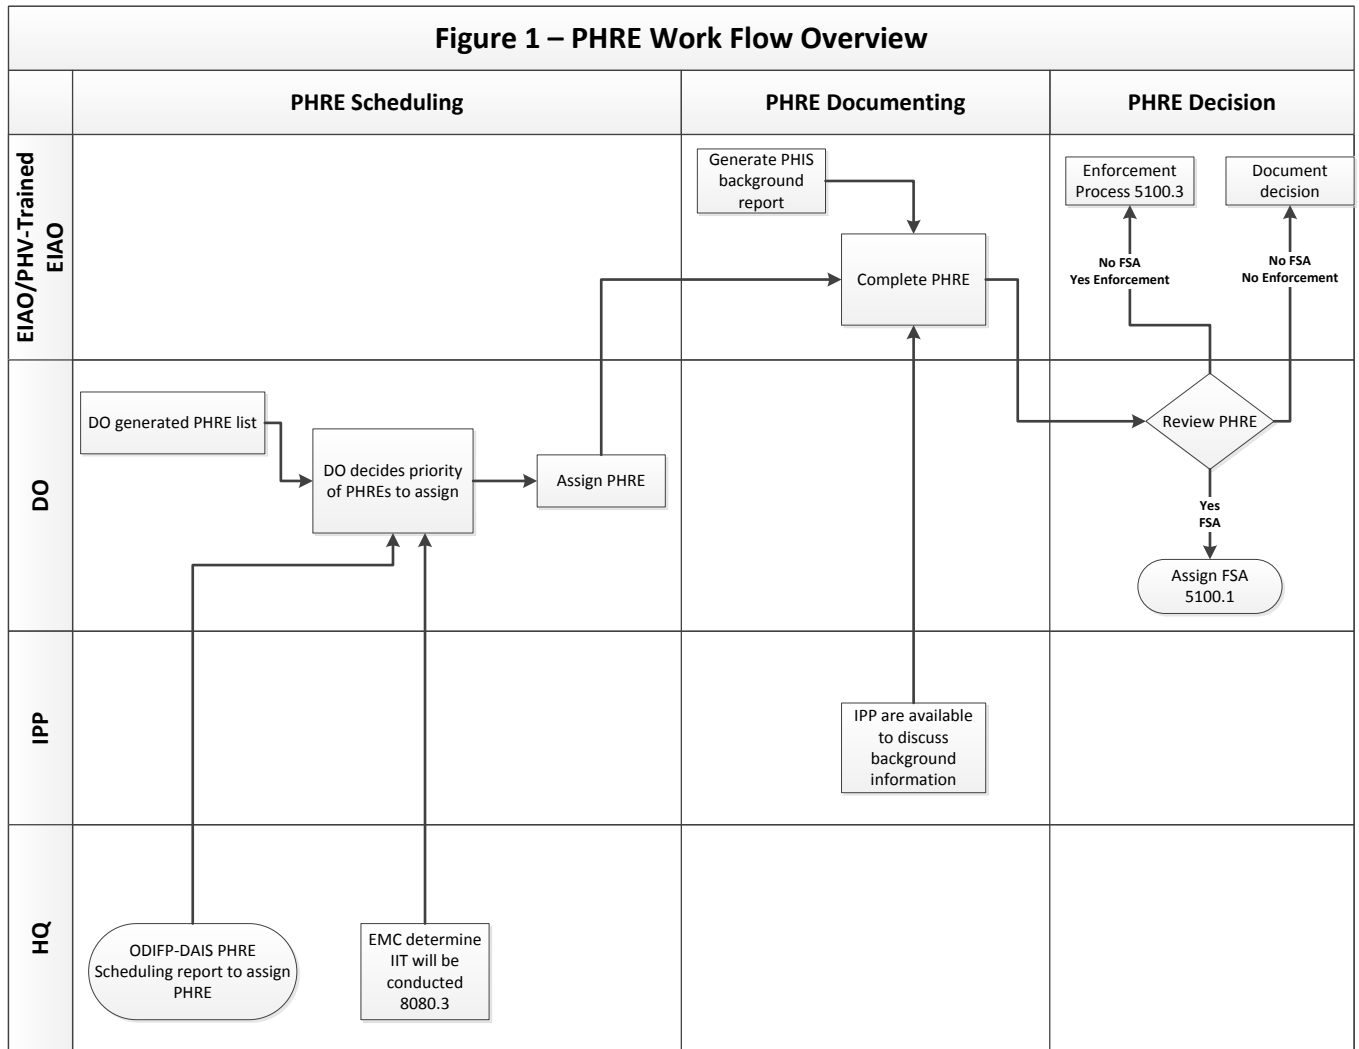 Figure 1 – PHRE Work Flow Overview
PHRE Scheduling
PHRE Documenting
PHRE Decision
EIAO/PHV-Trained
EIAO
Generate PHIS
background
report
Complete PHRE
Enforcement
Process 5100.3
Document
decision
No FSA
Yes Enforcement
No FSA
No Enforcement
DO
DO generated PHRE list
DO decides priority
of PHREs to assign
Assign PHRE
Review PHRE
Yes
FSA
Assign FSA
5100.1
IPP
IPP are available
to discuss
background
information
HQ
ODIFP-DAIS PHRE
Scheduling report to assign
PHRE
EMC determine
IIT will be
conducted
8080.3